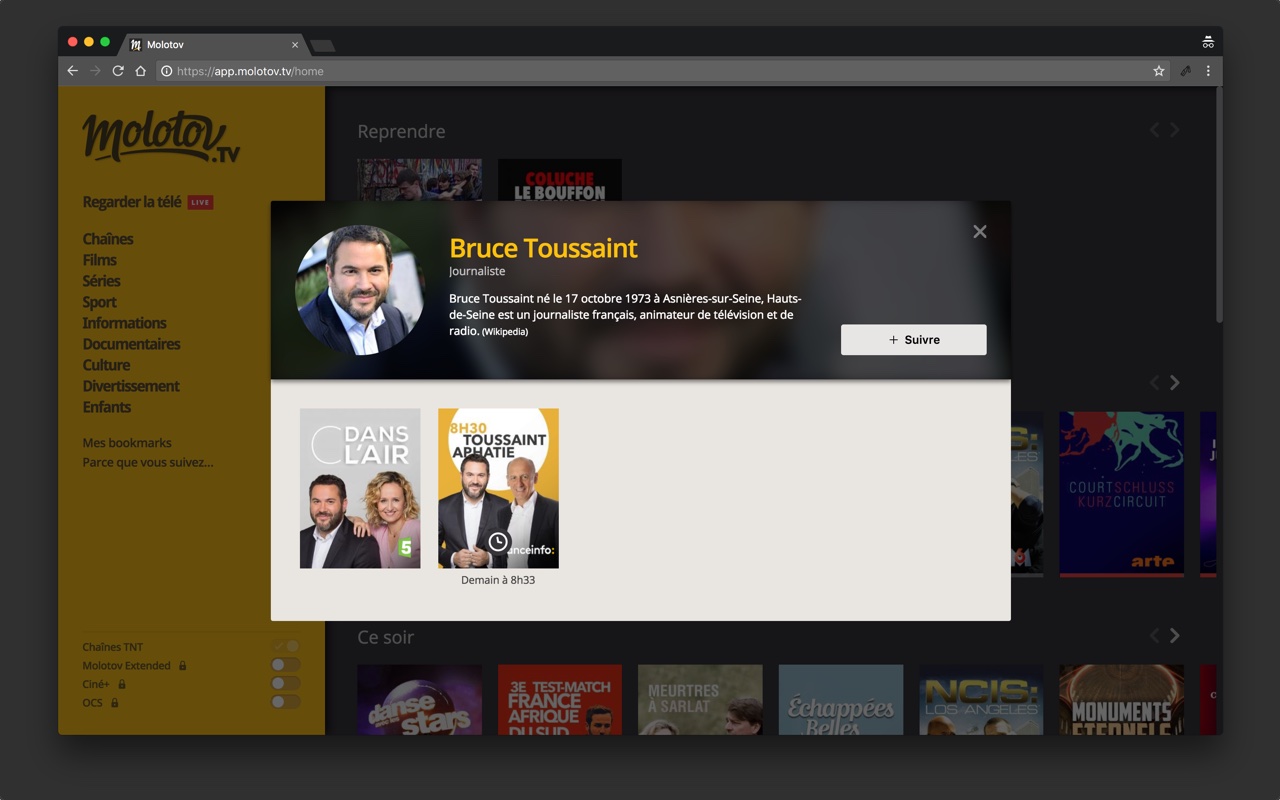 Molotov
https://app.molotov.tv/home
molotov.TV
Regarder la télé LIVE
Chaînes
Films
Séries
Sport
Informations
Documentaires
Culture
Divertissement
Enfants
Mes bookmarks
Parce que vous suivez...
Chaînes TNT
Molotov Extended
Ciné+
OCS
Reprendre
COLUCHE
LE BOUFFON
Bruce Toussaint
Journaliste
Bruce Toussaint né le 17 octobre 1973 à Asnières-sur-Seine, Hauts-
de-Seine est un journaliste français, animateur de télévision et de
radio. (Wikipedia)
+ Suivre
C DANS
L'AIR
5
8H30
TOUSSAINT
APHATIE
anceinfo:
Demain à 8h33
COURTSCHLUSS
KURZCIRCUIT
arte
Ce soir
danse
stars
3E TEST-MATCH
FRANCE
AFRIQUE
DU SUD
MEURTRES
À SARLAT
Échappées
Belles
NCIS:
LOS ANGELES
MONUMENTS
ETERNELS